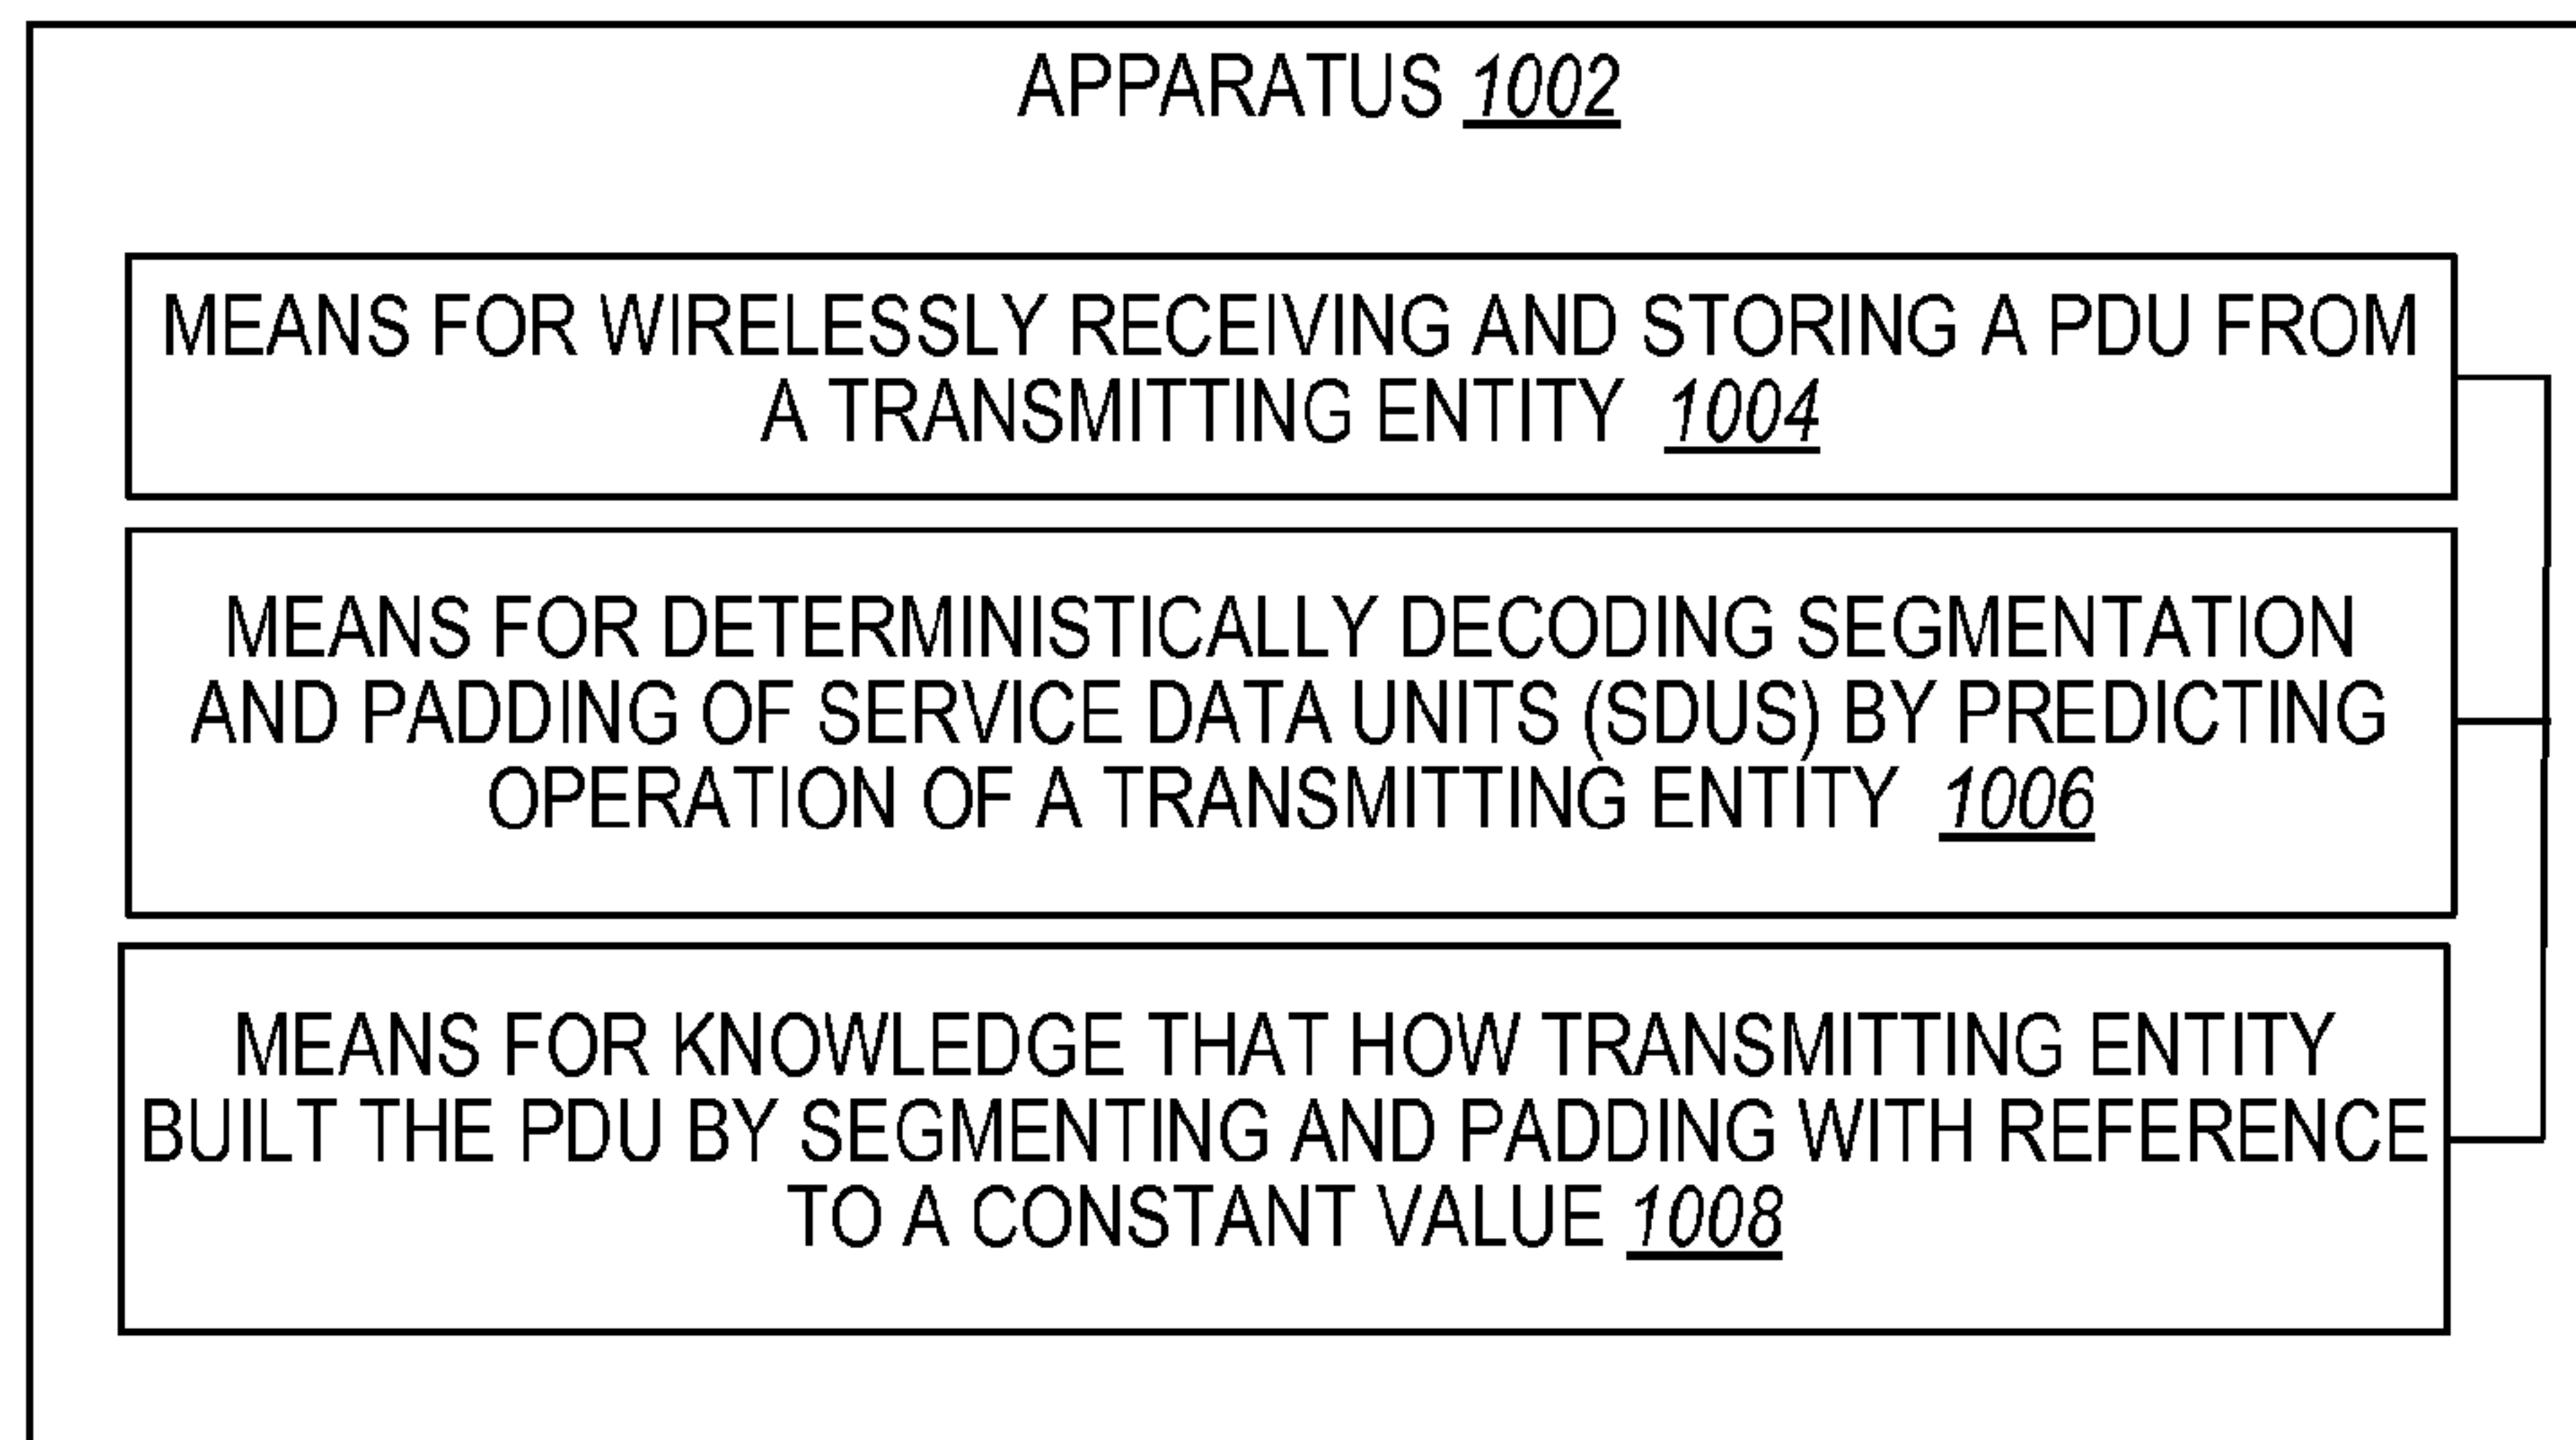 APPARATUS 1002
MEANS FOR WIRELESSLY RECEIVING AND STORING A PDU FROM
A TRANSMITTING ENTITY 1004
MEANS FOR DETERMINISTICALLY DECODING SEGMENTATION
AND PADDING OF SERVICE DATA UNITS (SDUS) BY PREDICTING
OPERATION OF A TRANSMITTING ENTITY 1006
MEANS FOR KNOWLEDGE THAT HOW TRANSMITTING ENTITY
BUILT THE PDU BY SEGMENTING AND PADDING WITH REFERENCE
TO A CONSTANT VALUE 1008